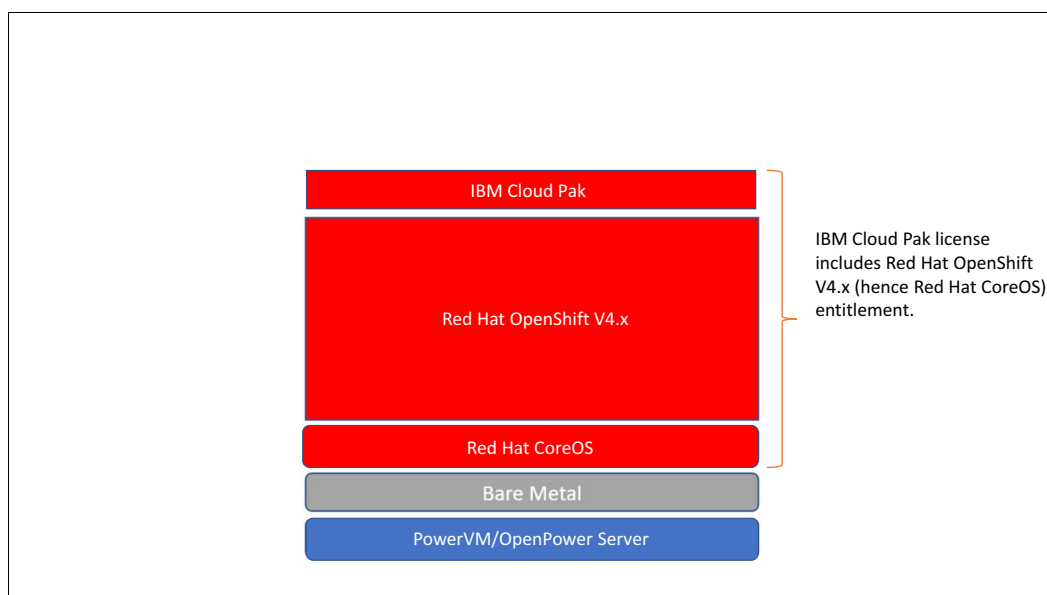 IBM Cloud Pak
Red Hat OpenShift V4.x
Red Hat CoreOS
Bare Metal
PowerVM/OpenPower Server
IBM Cloud Pak license
includes Red Hat OpenShift
V4.x (hence Red Hat CoreOS)
entitlement.